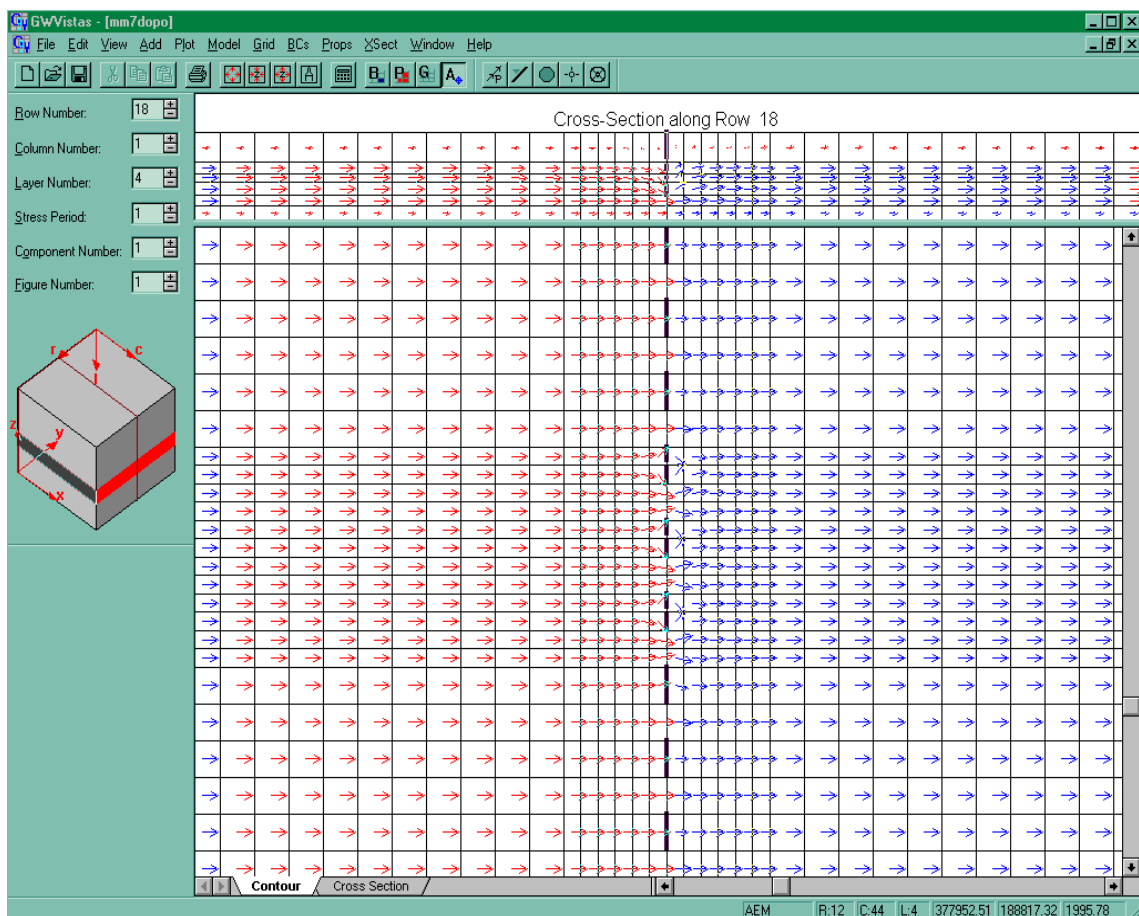 GWVistas - [mm7dopo]
File Edit View Add Plot Model Grid BCs Props XSect Window Help
Row Number: 18
Column Number: 1
Layer Number: 4
Stress Period: 1
Component Number: 1
Figure Number: 1
Cross-Section along Row 18
r c
l
z y
x
Contour Cross Section
AEM R:12 C:44 L:4 377952.51 188817.32 1995.78